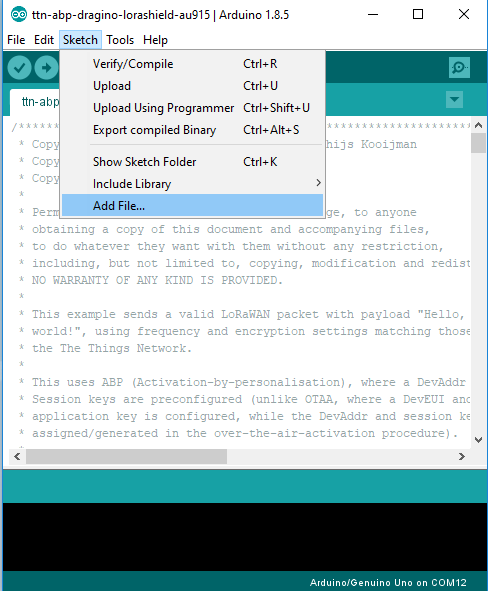 ttn-abp-dragino-lorashield-au915 | Arduino 1.8.5
File Edit Sketch Tools Help
Verify/Compile Ctrl+R
Upload Ctrl+U
Upload Using Programmer Ctrl+Shift+U
Export compiled Binary Ctrl+Alt+S
Show Sketch Folder Ctrl+K
Include Library
Add File...
ttn-abp
/******* ***********************
* Copy hijs Kooijman
* Copy
* Copy
*
* Perm ge, to anyone
* obtaining a copy of this document and accompanying files,
* to do whatever they want with them without any restriction,
* including, but not limited to, copying, modification and redist
* NO WARRANTY OF ANY KIND IS PROVIDED.
*
* This example sends a valid LoRaWAN packet with payload "Hello,
* world!", using frequency and encryption settings matching those
* the The Things Network.
*
* This uses ABP (Activation-by-personalisation), where a DevAddr
* Session keys are preconfigured (unlike OTAA, where a DevEUI and
* application key is configured, while the DevAddr and session ke
* assigned/generated in the over-the-air-activation procedure).
*
Arduino/Genuino Uno on COM12